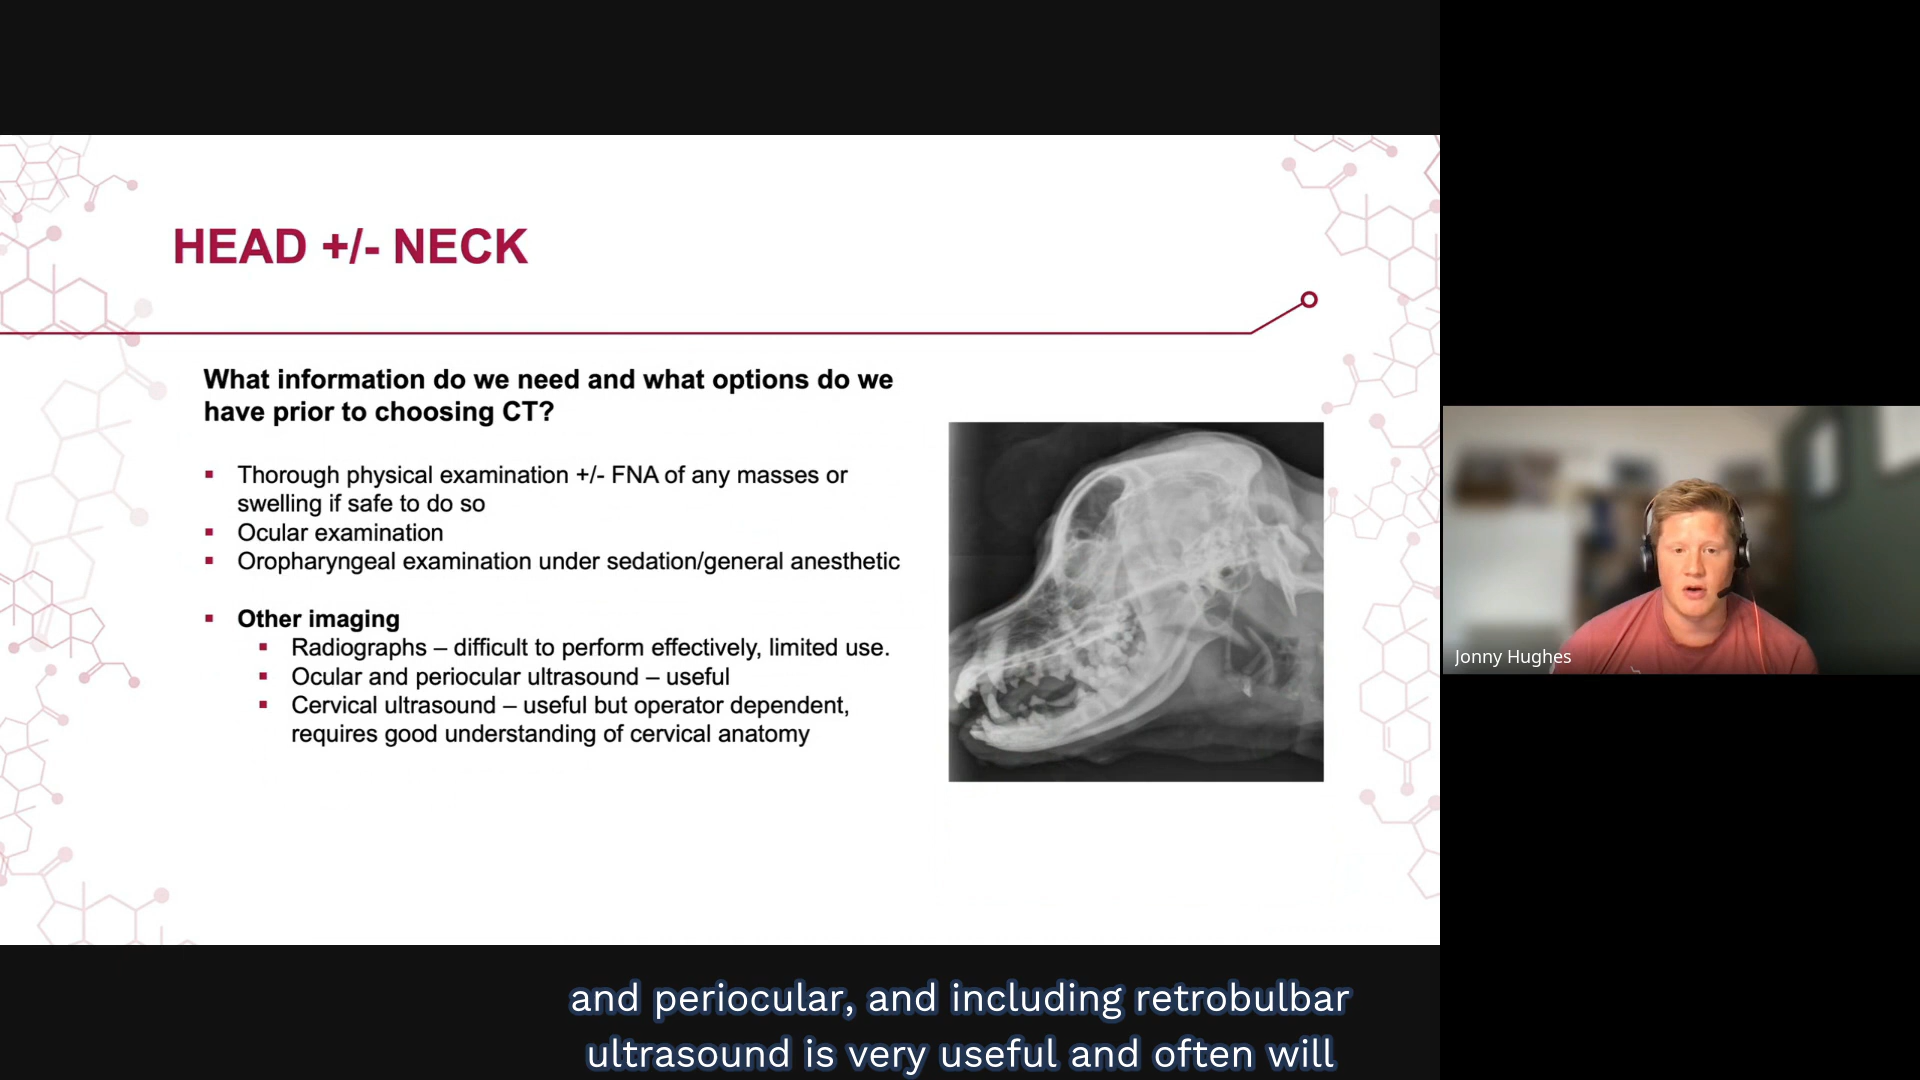 HEAD +/- NECK
What information do we need and what options do we
have prior to choosing CT?
▪ Thorough physical examination +/- FNA of any masses or
swelling if safe to do so
▪ Ocular examination
▪ Oropharyngeal examination under sedation/general anesthetic
▪ Other imaging
▪ Radiographs – difficult to perform effectively, limited use.
▪ Ocular and periocular ultrasound – useful
▪ Cervical ultrasound – useful but operator dependent,
requires good understanding of cervical anatomy
Jonny Hughes
and periocular, and including retrobulbar
ultrasound is very useful and often will